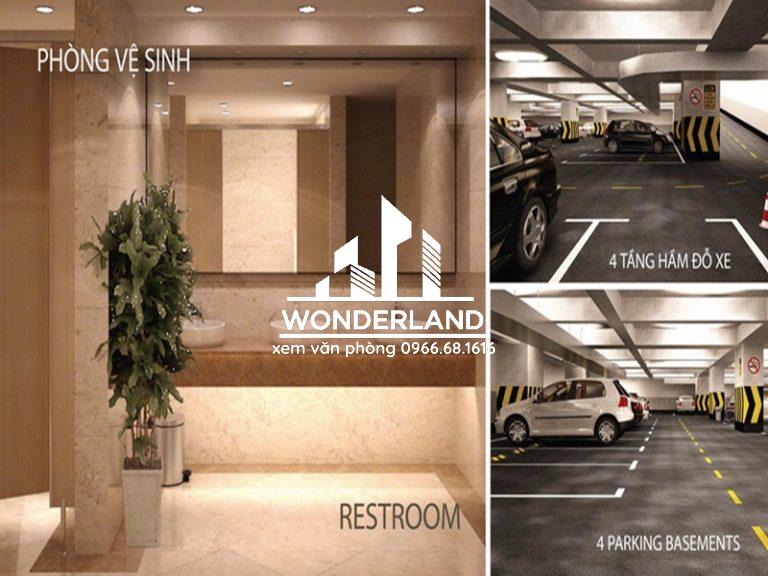 PHÒNG VỆ SINH
WONDERLAND
xem văn phòng 0966.68.1616
RESTROOM
4 TẦNG HẦM ĐỖ XE
4 PARKING BASEMENTS